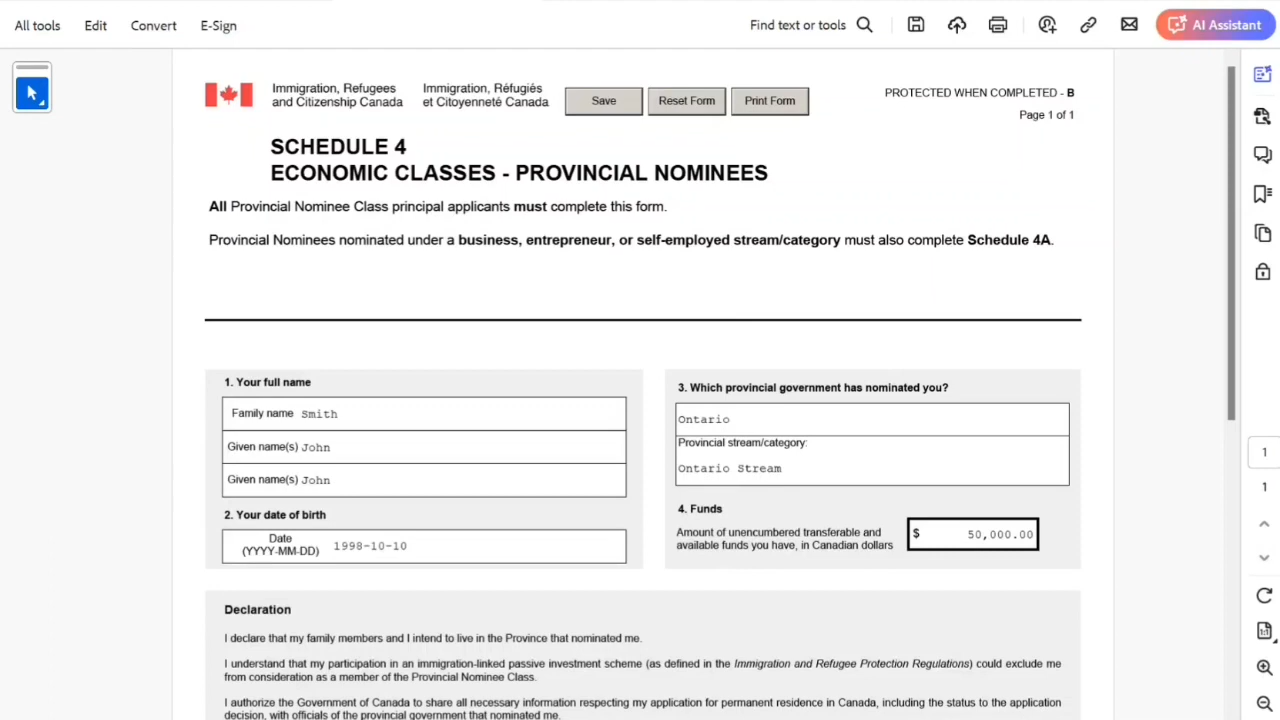 All tools Edit Convert E-Sign Find text or tools AI Assistant
Immigration, Refugees
and Citizenship Canada
Immigration, Réfugiés
et Citoyenneté Canada
Save Reset Form Print Form
PROTECTED WHEN COMPLETED - B
Page 1 of 1
SCHEDULE 4
ECONOMIC CLASSES - PROVINCIAL NOMINEES
All Provincial Nominee Class principal applicants must complete this form.
Provincial Nominees nominated under a business, entrepreneur, or self-employed stream/category must also complete Schedule 4A.
1. Your full name
Family name Smith
Given name(s) John
Given name(s) John
2. Your date of birth
Date
(YYYY-MM-DD) 1998-10-10
3. Which provincial government has nominated you?
Ontario
Provincial stream/category:
Ontario Stream
4. Funds
Amount of unencumbered transferable and
available funds you have, in Canadian dollars
$ 50,000.00
Declaration
I declare that my family members and I intend to live in the Province that nominated me.
I understand that my participation in an immigration-linked passive investment scheme (as defined in the Immigration and Refugee Protection Regulations) could exclude me
from consideration as a member of the Provincial Nominee Class.
I authorize the Government of Canada to share all necessary information respecting my application for permanent residence in Canada, including the status to the application
decision, with officials of the provincial government that nominated me.
1
1